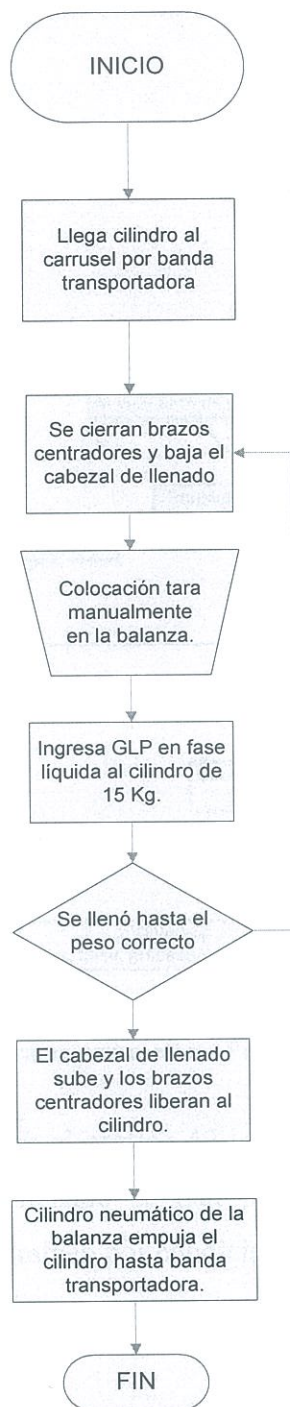 INICIO
Llega cilindro al
carrusel por banda
transportadora
Se cierran brazos
centradores y baja el
cabezal de llenado
Colocación tara
manualmente
en la balanza.
Ingresa GLP en fase
líquida al cilindro de
15 Kg.
Se llenó hasta el
peso correcto
El cabezal de llenado
sube y los brazos
centradores liberan al
cilindro.
Cilindro neumático de la
balanza empuja el
cilindro hasta banda
transportadora.
FIN